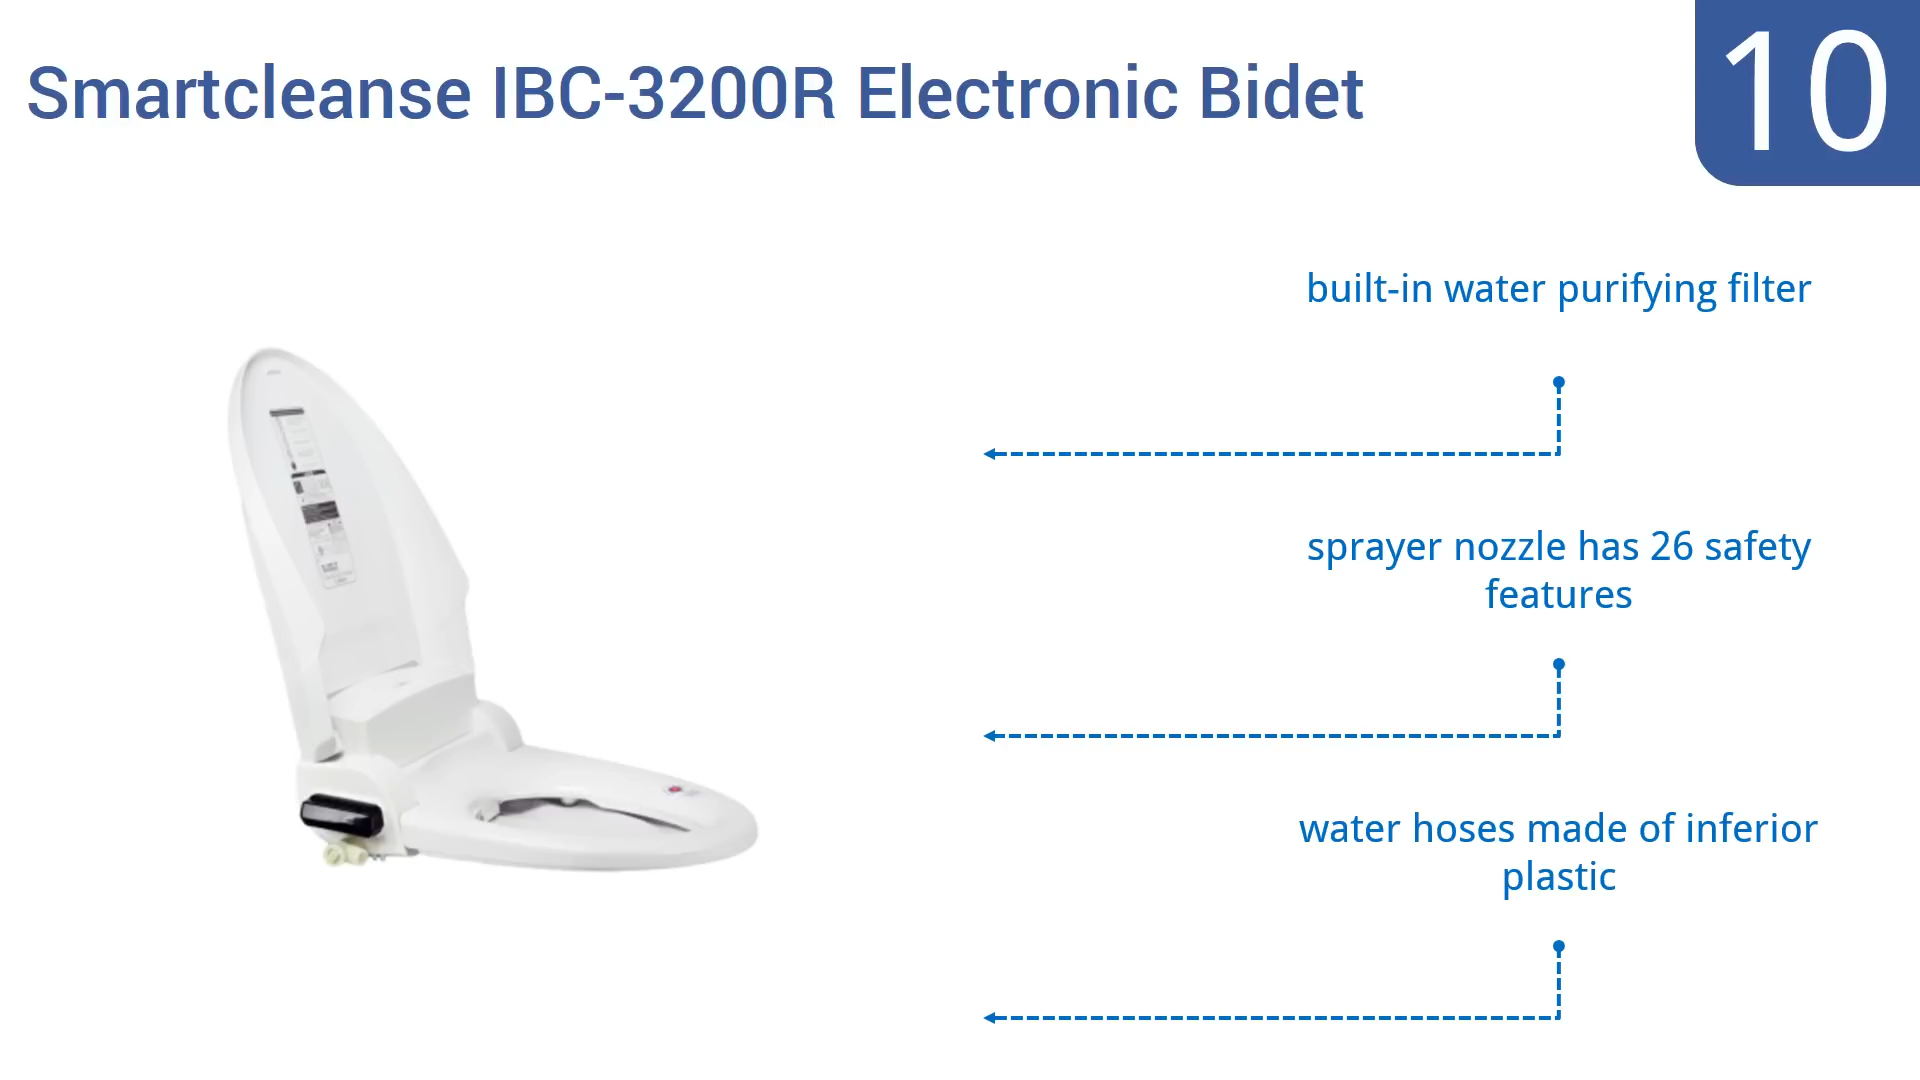 Smartcleanse IBC-3200R Electronic Bidet
10
built-in water purifying filter
sprayer nozzle has 26 safety
features
water hoses made of inferior
plastic